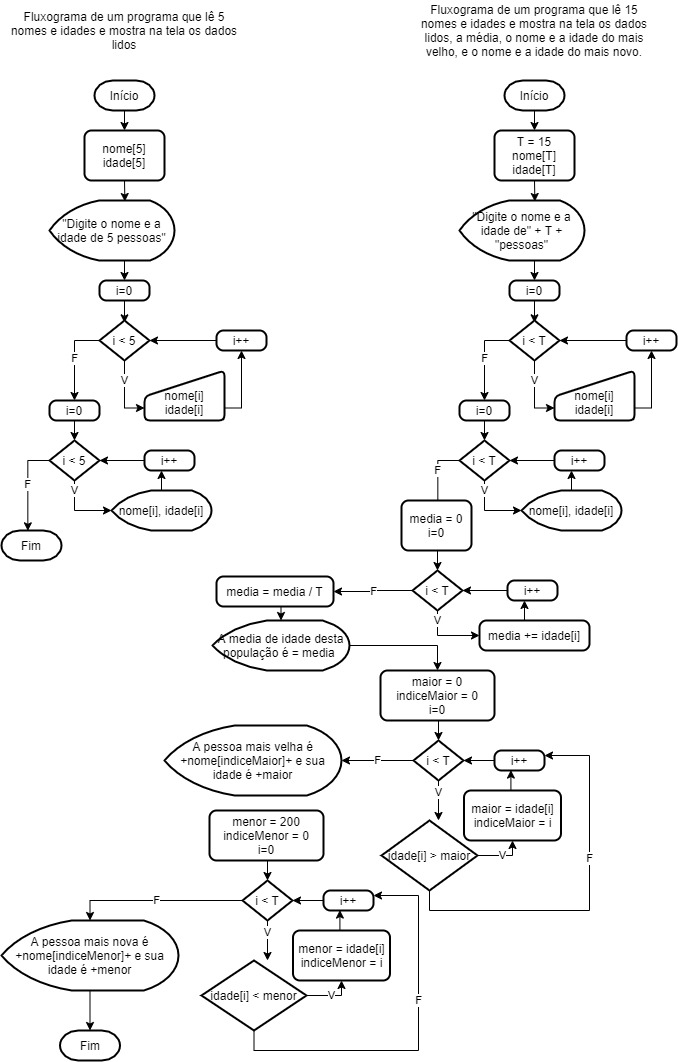 Fluxograma de um programa que lê 5
nomes e idades e mostra na tela os dados
lidos
Início
nome[5]
idade[5]
"Digite o nome e a
idade de 5 pessoas"
i=0
i < 5
i++
F
V
nome[i]
idade[i]
i=0
i < 5
i++
F
V
nome[i], idade[i]
Fim
Fluxograma de um programa que lê 15
nomes e idades e mostra na tela os dados
lidos, a média, o nome e a idade do mais
velho, e o nome e a idade do mais novo.
Início
T = 15
nome[T]
idade[T]
"Digite o nome e a
idade de" + T +
"pessoas"
i=0
i < T
i++
F
V
nome[i]
idade[i]
i=0
i < T
i++
F
V
nome[i], idade[i]
media = 0
i=0
media = media / T
F
i < T
i++
V
media += idade[i]
A media de idade desta
população é = media
maior = 0
indiceMaior = 0
i=0
A pessoa mais velha é
+nome[indiceMaior]+ e sua
idade é +maior
F
i < T
i++
V
maior = idade[i]
indiceMaior = i
idade[i] > maior
V
F
menor = 200
indiceMenor = 0
i=0
F
i < T
i++
V
A pessoa mais nova é
+nome[indiceMenor]+ e sua
idade é +menor
menor = idade[i]
indiceMenor = i
idade[i] < menor
V
F
Fim